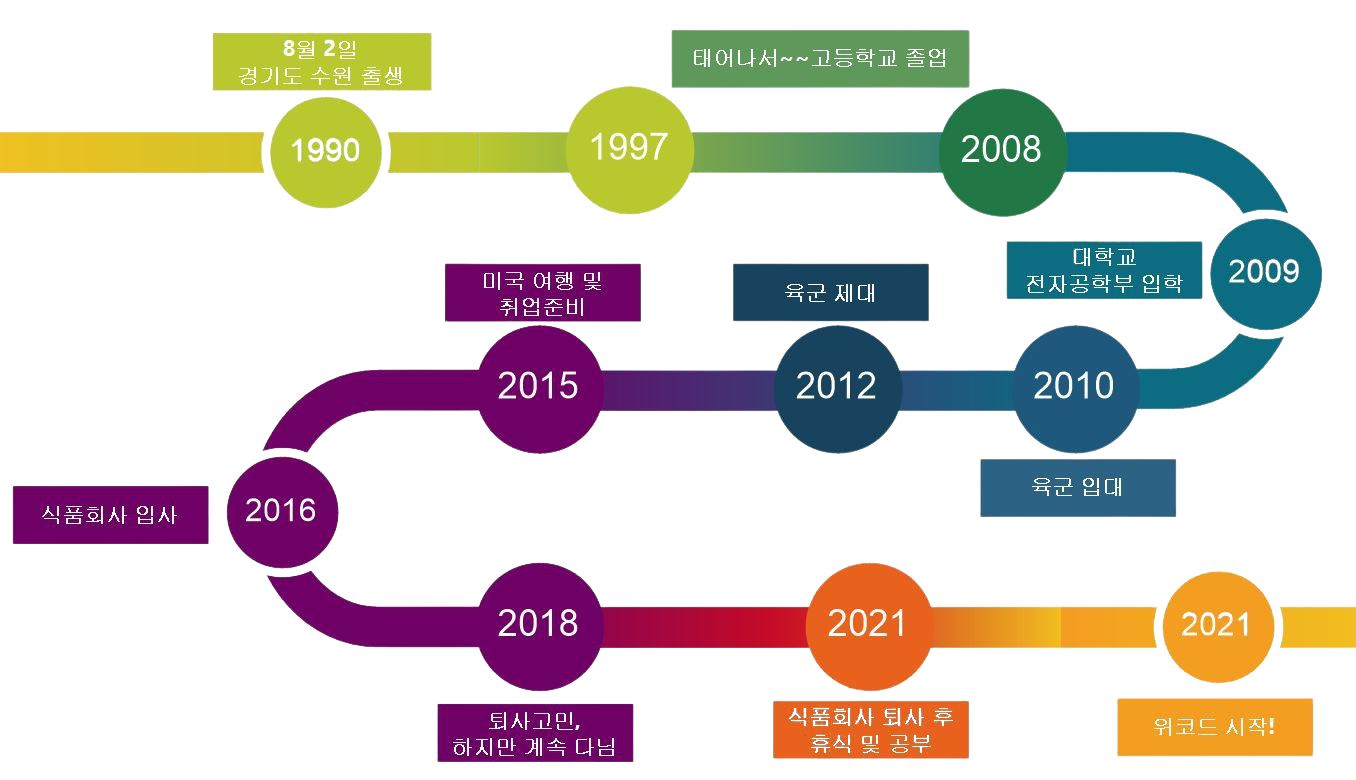 8월 2일
경기도 수원 출생
1990
1997
태어나서~~고등학교 졸업
2008
2009
대학교
전자공학부 입학
2010
육군 입대
육군 제대
2012
미국 여행 및
취업준비
2015
2016
식품회사 입사
2018
퇴사고민,
하지만 계속 다님
2021
식품회사 퇴사 후
휴식 및 공부
2021
위코드 시작!